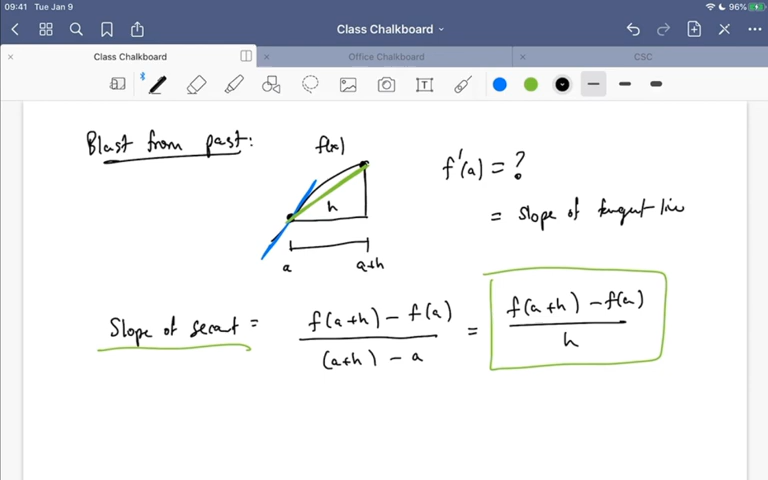 09:41 Tue Jan 9
96%
Class Chalkboard
Class Chalkboard
Office Chalkboard
CSC
Blast from past:
f(x)
f'(a) = ?
h
= Slope of tangent line
a
a+h
Slope of secant = f(a+h) - f(a) / (a+h) - a = f(a+h) - f(a) / h